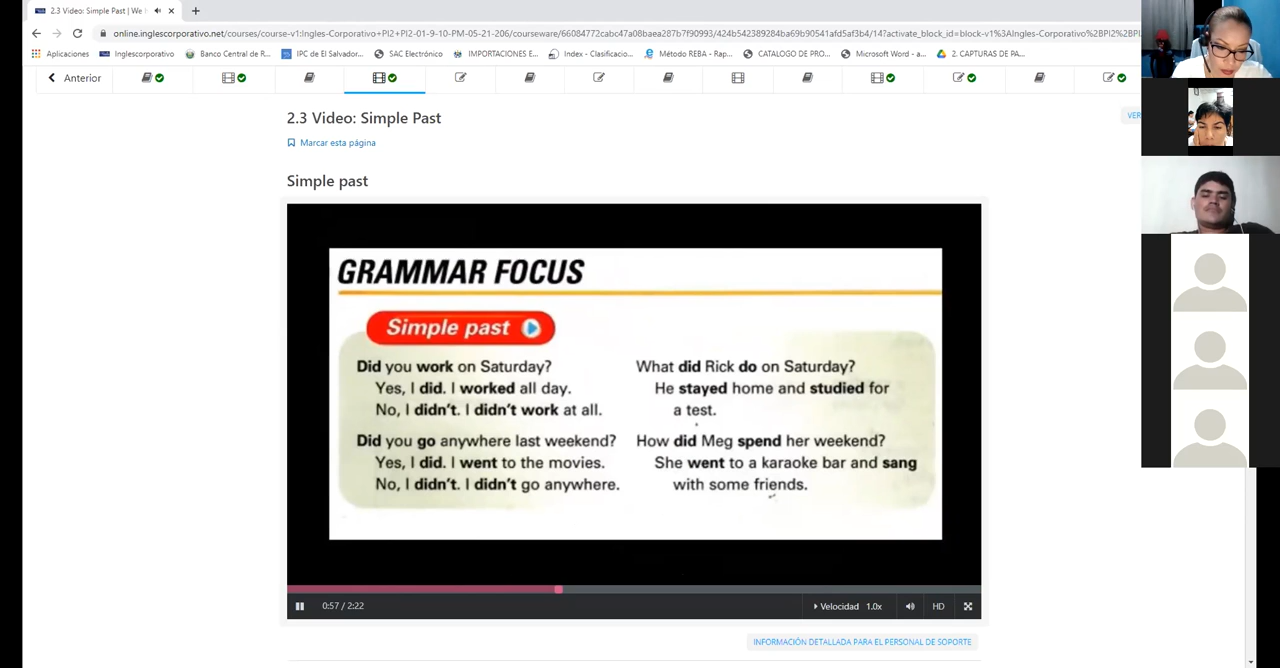 2.3 Video: Simple Past | We
online.inglescorporativo.net/courses/course-v1:Ingles-Corporativo+PI2+PI2-01-9-10-PM-05-21-206/courseware/66084772cabc47a08baea287b7f90993/424b542389284ba69b90541afd5af3b4/14?activate_block_id=block-v1%3AIngles-Corporativo%2BPI2%2BPI
Aplicaciones Inglescorporativo Banco Central de R... IPC de El Salvador... SAC Electrónico IMPORTACIONES E... Index - Clasificacio... Método REBA - Rap... CATALOGO DE PRO... Microsoft Word - a... 2. CAPTURAS DE PA...
Anterior
2.3 Video: Simple Past
VER
Marcar esta página
Simple past
GRAMMAR FOCUS
Simple past
Did you work on Saturday?
Yes, I did. I worked all day.
No, I didn't. I didn't work at all.
Did you go anywhere last weekend?
Yes, I did. I went to the movies.
No, I didn't. I didn't go anywhere.
What did Rick do on Saturday?
He stayed home and studied for
a test.
How did Meg spend her weekend?
She went to a karaoke bar and sang
with some friends.
0:57 / 2:22
Velocidad 1.0x
HD
INFORMACIÓN DETALLADA PARA EL PERSONAL DE SOPORTE